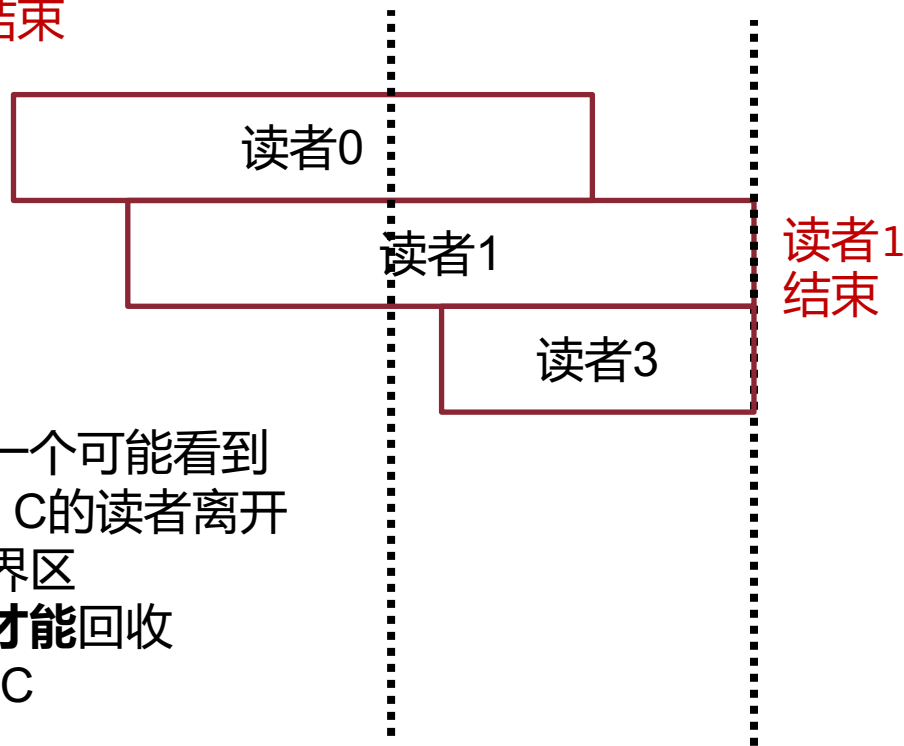 结束
读者0
读者1
读者1
结束
读者3
一个可能看到
C的读者离开
界区
才能回收
C